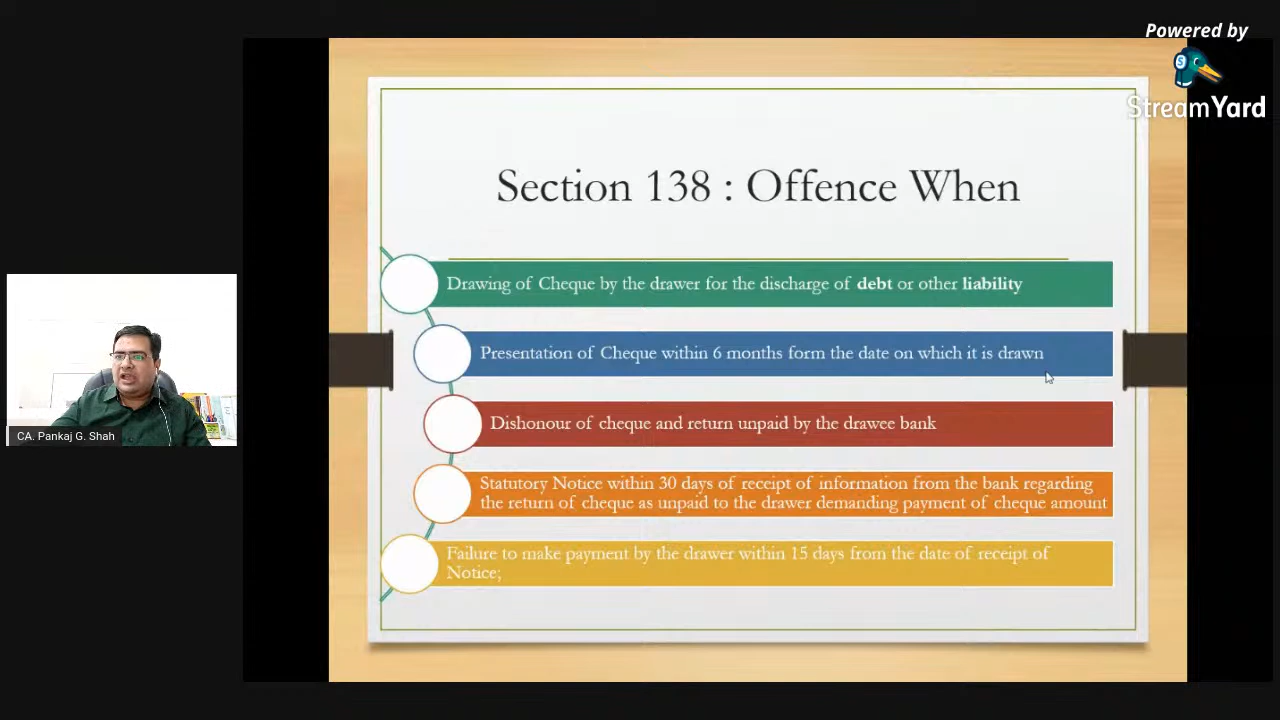 Powered by
StreamYard
Section 138 : Offence When
Drawing of Cheque by the drawer for the discharge of debt or other liability
Presentation of Cheque within 6 months form the date on which it is drawn
Dishonour of cheque and return unpaid by the drawee bank
Statutory Notice within 30 days of receipt of information from the bank regarding
the return of cheque as unpaid to the drawer demanding payment of cheque amount
Failure to make payment by the drawer within 15 days from the date of receipt of
Notice;
CA. Pankaj G. Shah